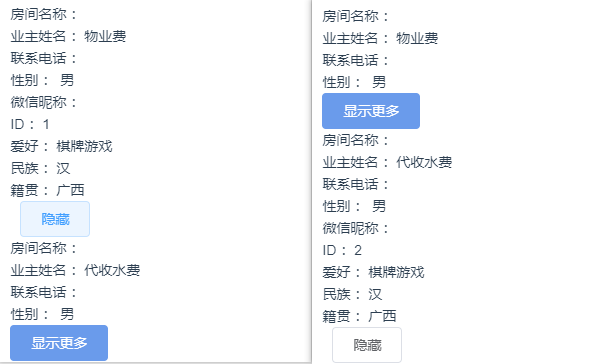 房间名称：
业主姓名： 物业费
联系电话：
性别： 男
微信昵称：
ID： 1
爱好： 棋牌游戏
民族： 汉
籍贯： 广西
隐藏
房间名称：
业主姓名： 代收水费
联系电话：
性别： 男
显示更多
房间名称：
业主姓名： 物业费
联系电话：
性别： 男
显示更多
房间名称：
业主姓名： 代收水费
联系电话：
性别： 男
微信昵称：
ID： 2
爱好： 棋牌游戏
民族： 汉
籍贯： 广西
隐藏